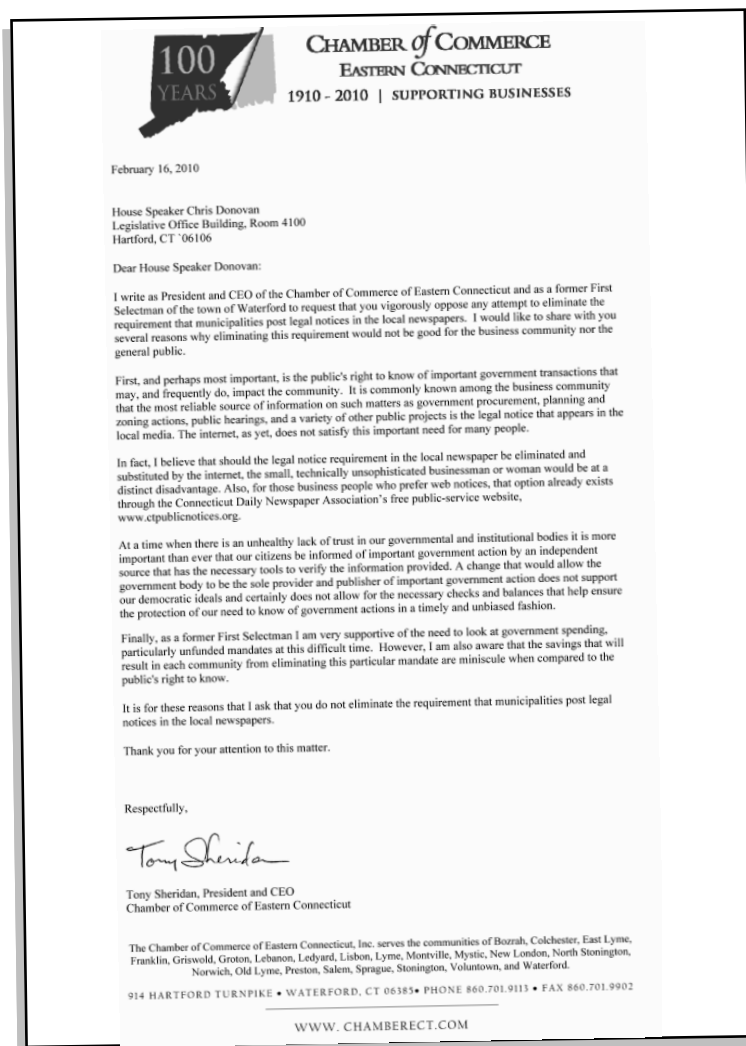 100
YEARS
CHAMBER of COMMERCE
EASTERN CONNECTICUT
1910 - 2010 | SUPPORTING BUSINESSES
February 16, 2010
House Speaker Chris Donovan
Legislative Office Building, Room 4100
Hartford, CT '06106
Dear House Speaker Donovan:
I write as President and CEO of the Chamber of Commerce of Eastern Connecticut and as a former First
Selectman of the town of Waterford to request that you vigorously oppose any attempt to eliminate the
requirement that municipalities post legal notices in the local newspapers. I would like to share with you
several reasons why eliminating this requirement would not be good for the business community nor the
general public.
First, and perhaps most important, is the public's right to know of important government transactions that
may, and frequently do, impact the community. It is commonly known among the business community
that the most reliable source of information on such matters as government procurement, planning and
zoning actions, public hearings, and a variety of other public projects is the legal notice that appears in the
local media. The internet, as yet, does not satisfy this important need for many people.
In fact, I believe that should the legal notice requirement in the local newspaper be eliminated and
substituted by the internet, the small, technically unsophisticated businessman or woman would be at a
distinct disadvantage. Also, for those business people who prefer web notices, that option already exists
through the Connecticut Daily Newspaper Association's free public-service website,
www.ctpublicnotices.org.
At a time when there is an unhealthy lack of trust in our governmental and institutional bodies it is more
important than ever that our citizens be informed of important government action by an independent
source that has the necessary tools to verify the information provided. A change that would allow the
government body to be the sole provider and publisher of important government action does not support
our democratic ideals and certainly does not allow for the necessary checks and balances that help ensure
the protection of our need to know of government actions in a timely and unbiased fashion.
Finally, as a former First Selectman I am very supportive of the need to look at government spending,
particularly unfunded mandates at this difficult time. However, I am also aware that the savings that will
result in each community from eliminating this particular mandate are miniscule when compared to the
public's right to know.
It is for these reasons that I ask that you do not eliminate the requirement that municipalities post legal
notices in the local newspapers.
Thank you for your attention to this matter.
Respectfully,
Tony Sheridan
Tony Sheridan, President and CEO
Chamber of Commerce of Eastern Connecticut
The Chamber of Commerce of Eastern Connecticut, Inc. serves the communities of Bozrah, Colchester, East Lyme,
Franklin, Griswold, Groton, Lebanon, Ledyard, Lisbon, Lyme, Montville, Mystic, New London, North Stonington,
Norwich, Old Lyme, Preston, Salem, Sprague, Stonington, Voluntown, and Waterford.
914 HARTFORD TURNPIKE • WATERFORD, CT 06385• PHONE 860.701.9113 • FAX 860.701.9902
WWW. CHAMBERECT.COM